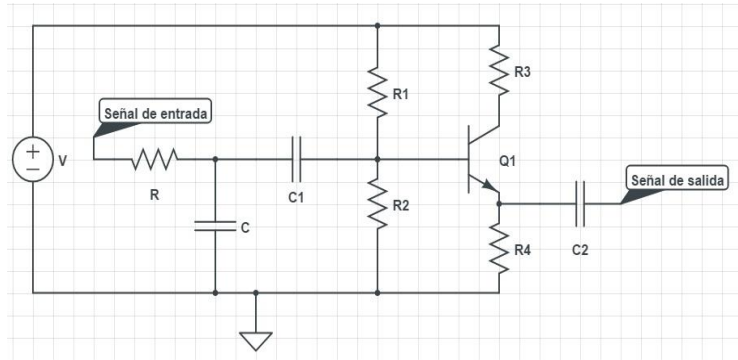 Señal de entrada
R1
R3
V
R
C
C1
R2
Q1
Señal de salida
R4
C2